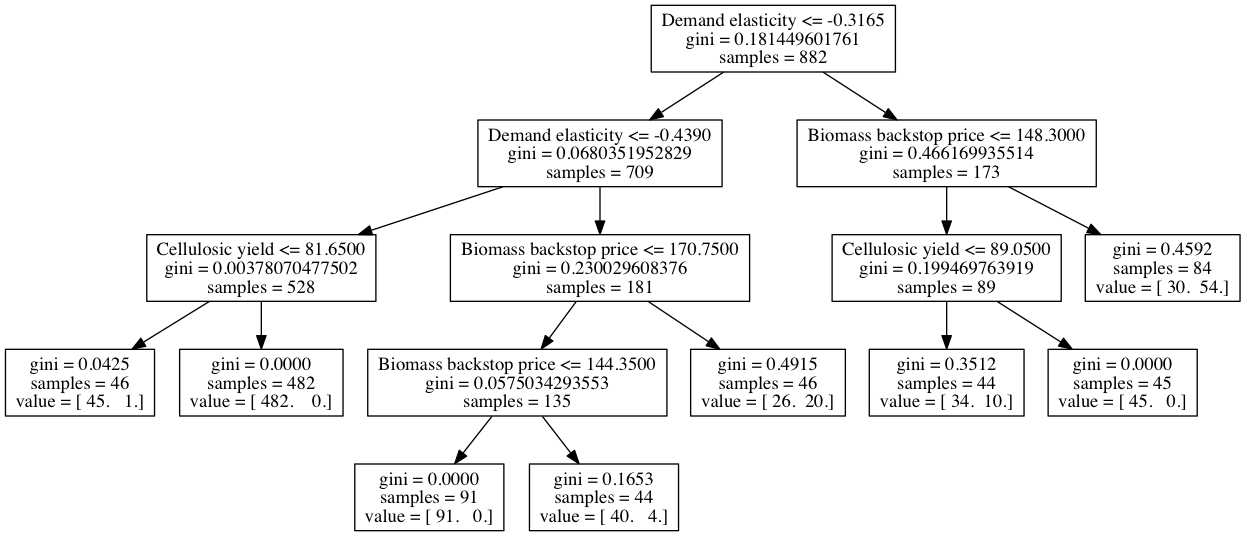 Demand elasticity <= -0.3165
gini = 0.181449601761
samples = 882
Demand elasticity <= -0.4390
gini = 0.0680351952829
samples = 709
Biomass backstop price <= 148.3000
gini = 0.466169935514
samples = 173
Cellulosic yield <= 81.6500
gini = 0.00378070477502
samples = 528
Biomass backstop price <= 170.7500
gini = 0.230029608376
samples = 181
Cellulosic yield <= 89.0500
gini = 0.199469763919
samples = 89
gini = 0.4592
samples = 84
value = [ 30. 54.]
gini = 0.0425
samples = 46
value = [ 45. 1.]
gini = 0.0000
samples = 482
value = [ 482. 0.]
Biomass backstop price <= 144.3500
gini = 0.0575034293553
samples = 135
gini = 0.4915
samples = 46
value = [ 26. 20.]
gini = 0.3512
samples = 44
value = [ 34. 10.]
gini = 0.0000
samples = 45
value = [ 45. 0.]
gini = 0.0000
samples = 91
value = [ 91. 0.]
gini = 0.1653
samples = 44
value = [ 40. 4.]